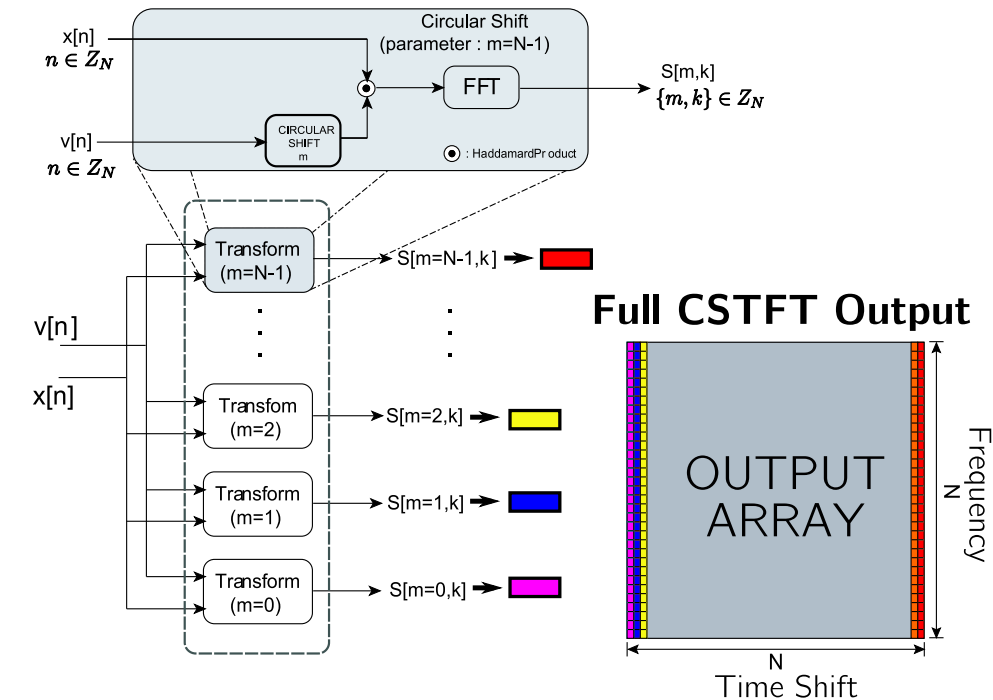 Circular Shift
(parameter : m=N-1)
x[n]
n ∈ Z_N
FFT
S[m,k]
{m, k} ∈ Z_N
v[n]
n ∈ Z_N
CIRCULAR
SHIFT
m
: HaddamardProduct
Transform
(m=N-1)
S[m=N-1,k]
v[n]
x[n]
Transfom
(m=2)
S[m=2,k]
Transform
(m=1)
S[m=1,k]
Transform
(m=0)
S[m=0,k]
Full CSTFT Output
OUTPUT
ARRAY
N
Frequency
N
Time Shift